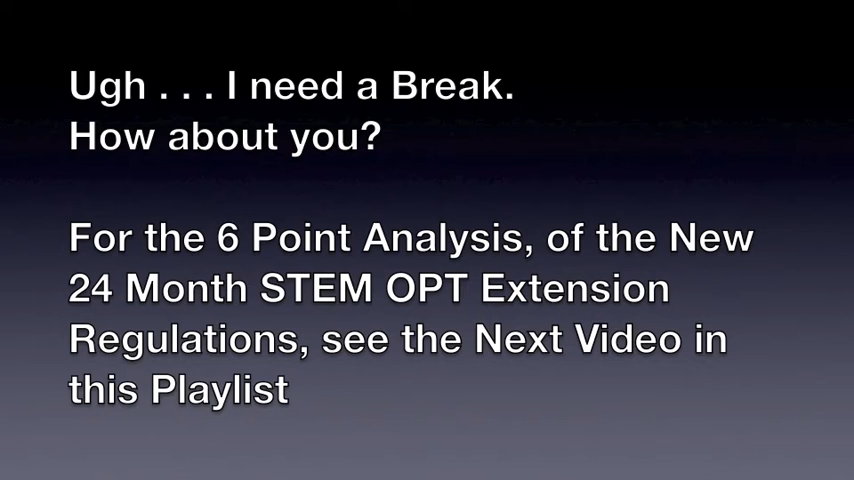 Ugh . . . I need a Break.
How about you?
For the 6 Point Analysis, of the New
24 Month STEM OPT Extension
Regulations, see the Next Video in
this Playlist